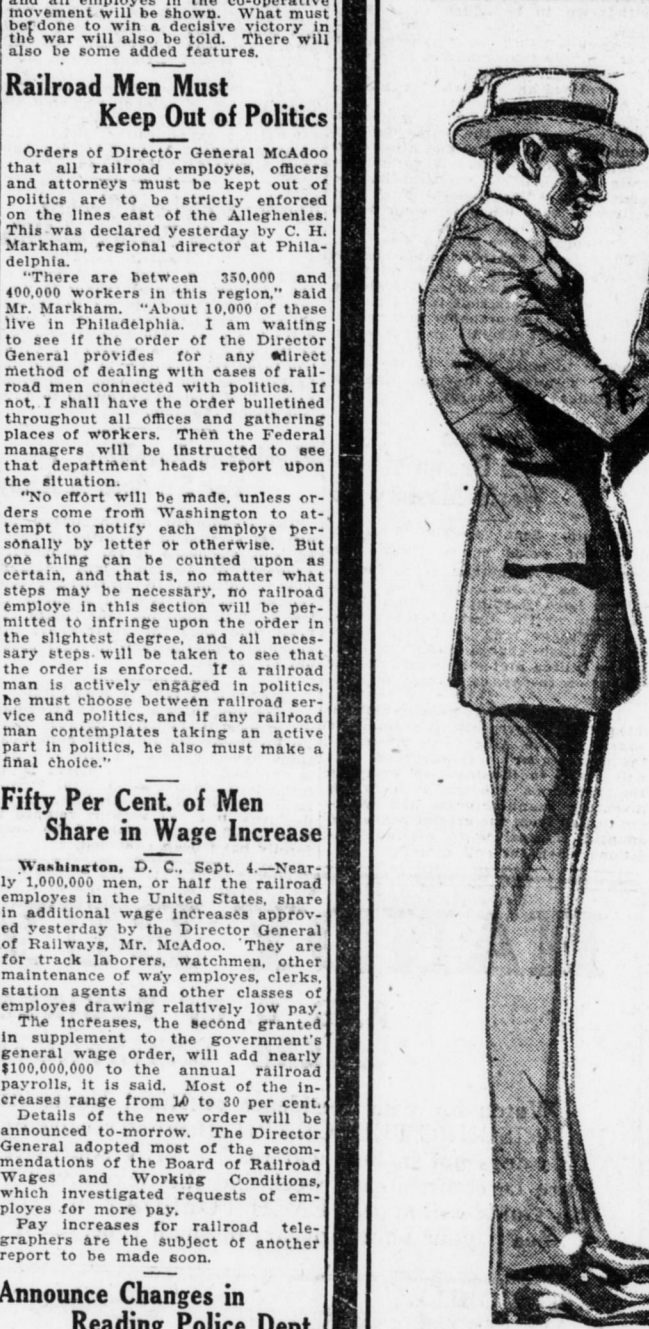 and all employes in the co-operative
movement will be shown. What must
be done to win a decisive victory in
the war will also be told. There will
also be some added features.
Railroad Men Must
Keep Out of Politics
Orders of Director General McAdoo
that all railroad employes, officers
and attorneys must be kept out of
politics are to be strictly enforced
on the lines east of the Alleghenies.
This was declared yesterday by C. H.
Markham, regional director at Phila-
delphia.
"There are between 350,000 and
400,000 workers in this region," said
Mr. Markham. "About 10,000 of these
live in Philadelphia. I am waiting
to see if the order of the Director
General provides for any direct
method of dealing with cases of rail-
road men connected with politics. If
not, I shall have the order bulletined
throughout all offices and gathering
places of workers. Then the Federal
managers will be instructed to see
that department heads report upon
the situation.
"No effort will be made, unless or-
ders come from Washington to at-
tempt to notify each employe per-
sonally by letter or otherwise. But
one thing can be counted upon as
certain, and that is, no matter what
steps may be necessary, no railroad
employe in this section will be per-
mitted to infringe upon the order in
the slightest degree, and all neces-
sary steps will be taken to see that
the order is enforced. If a railroad
man is actively engaged in politics,
he must choose between railroad ser-
vice and politics, and if any railroad
man contemplates taking an active
part in politics, he also must make a
final choice."
Fifty Per Cent. of Men
Share in Wage Increase
Washington, D. C., Sept. 4.—Near-
ly 1,000,000 men, or half the railroad
employes in the United States, share
in additional wage increases approv-
ed yesterday by the Director General
of Railways, Mr. McAdoo. They are
for track laborers, watchmen, other
maintenance of way employes, clerks,
station agents and other classes of
employes drawing relatively low pay.
The increases, the second granted
in supplement to the government's
general wage order, will add nearly
$100,000,000 to the annual railroad
payrolls, it is said. Most of the in-
creases range from 10 to 30 per cent.
Details of the new order will be
announced to-morrow. The Director
General adopted most of the recom-
mendations of the Board of Railroad
Wages and Working Conditions,
which investigated requests of em-
ployes for more pay.
Pay increases for railroad tele-
graphers are the subject of another
report to be made soon.
Announce Changes in
Reading Police Dept.